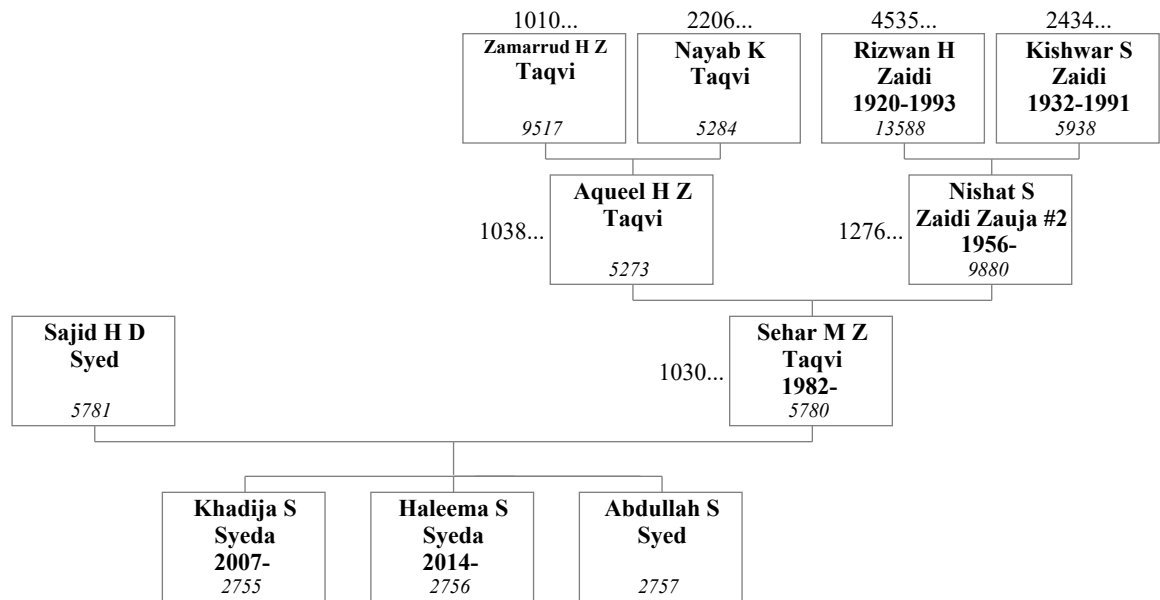 1010...
2206...
4535...
2434...
Zamarrud H Z
Taqvi
9517
Nayab K
Taqvi
5284
Rizwan H
Zaidi
1920-1993
13588
Kishwar S
Zaidi
1932-1991
5938
1038...
Aqueel H Z
Taqvi
5273
1276...
Nishat S
Zaidi Zauja #2
1956-
9880
Sajid H D
Syed
5781
1030...
Sehar M Z
Taqvi
1982-
5780
Khadija S
Syeda
2007-
2755
Haleema S
Syeda
2014-
2756
Abdullah S
Syed
2757